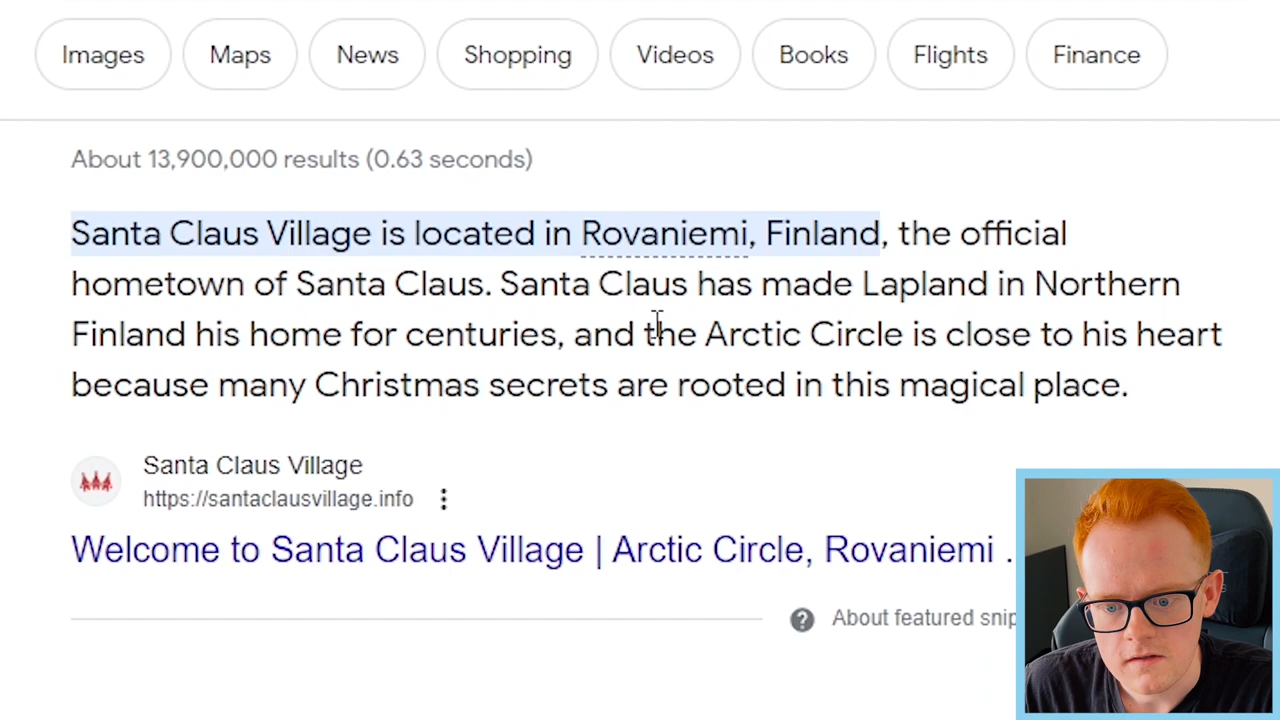 Images Maps News Shopping Videos Books Flights Finance
About 13,900,000 results (0.63 seconds)
Santa Claus Village is located in Rovaniemi, Finland, the official
hometown of Santa Claus. Santa Claus has made Lapland in Northern
Finland his home for centuries, and the Arctic Circle is close to his heart
because many Christmas secrets are rooted in this magical place.
Santa Claus Village
https://santaclausvillage.info
Welcome to Santa Claus Village | Arctic Circle, Rovaniemi .
About featured snip